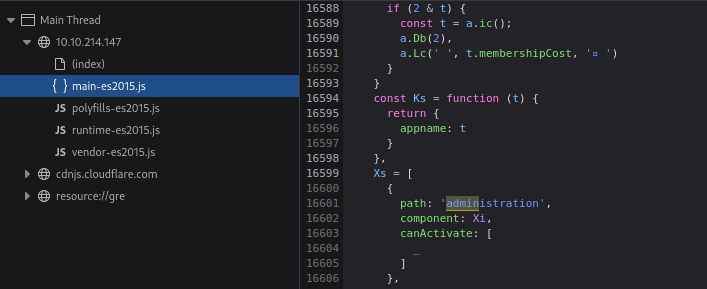 Main Thread
10.10.214.147
(index)
{ } main-es2015.js
JS polyfills-es2015.js
JS runtime-es2015.js
JS vendor-es2015.js
cdnjs.cloudflare.com
resource://gre
16588 if (2 & t) {
16589 const t = a.ic();
16590 a.Db(2),
16591 a.Lc(' ', t.membershipCost, '¤ ')
16592 }
16593 }
16594 const Ks = function (t) {
16595 return {
16596 appname: t
16597 }
16598 },
16599 Xs = [
16600 {
16601 path: 'administration',
16602 component: Xi,
16603 canActivate: [
16604 _
16605 ]
16606 },